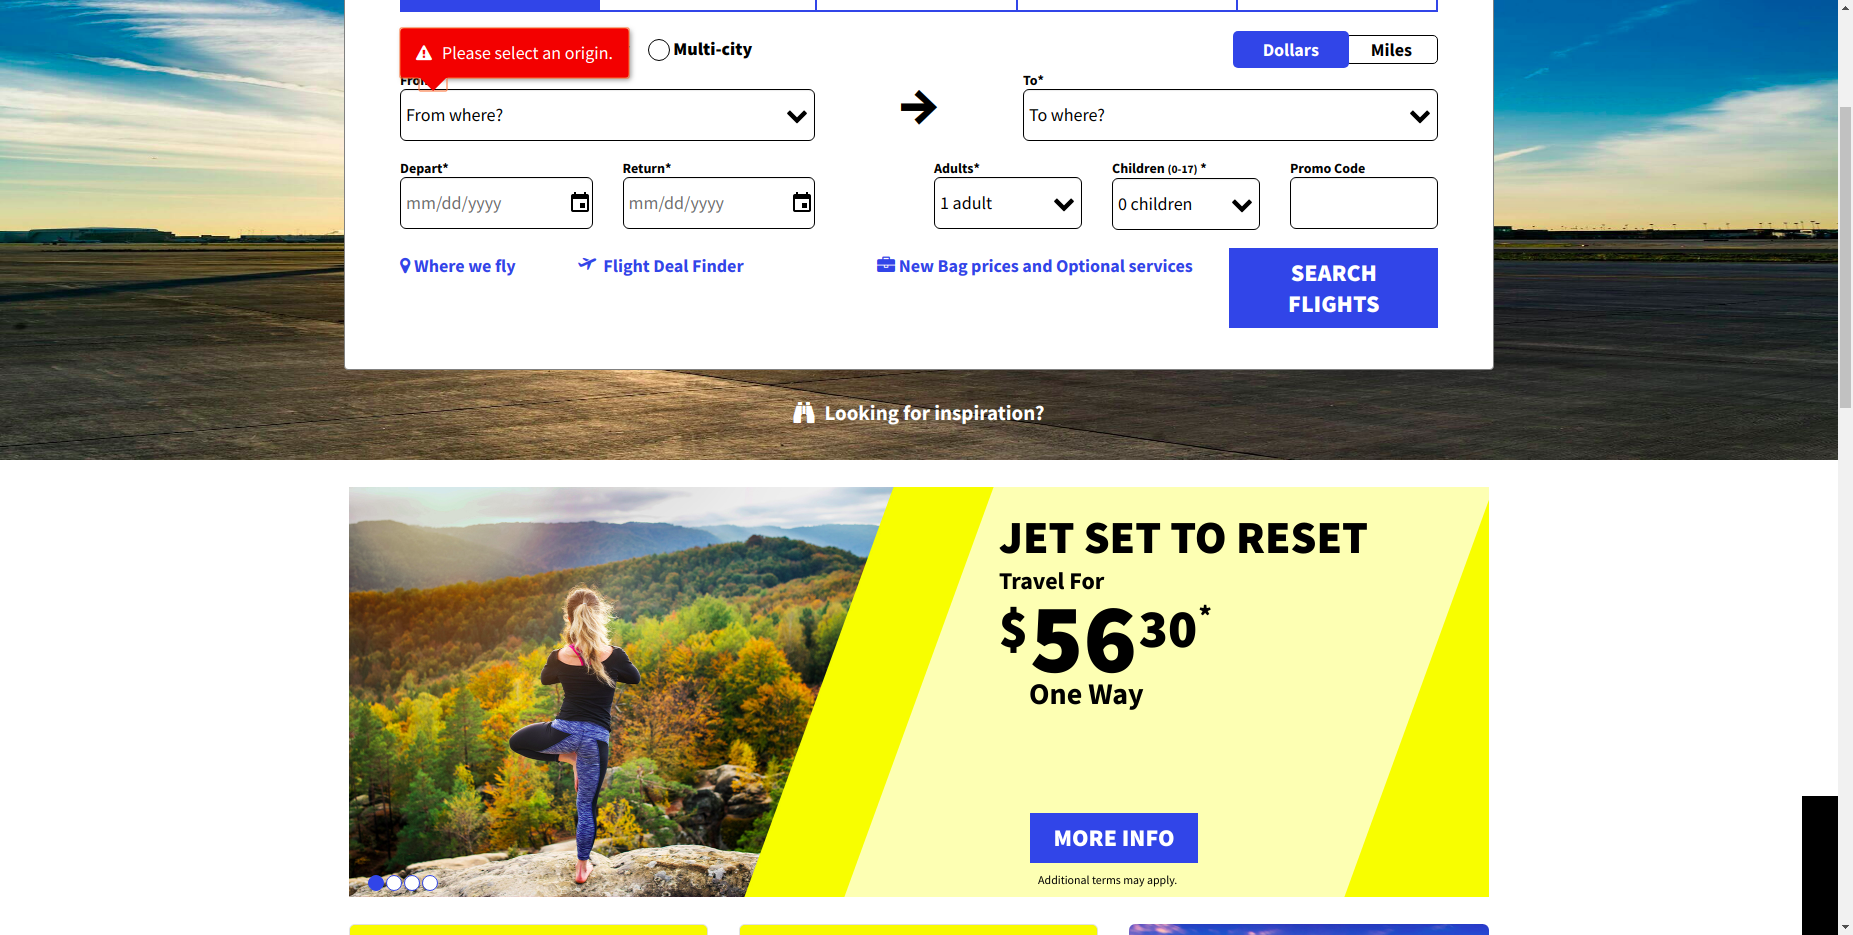 Please select an origin.
Multi-city
Dollars
Miles
From*
To*
From where?
To where?
Depart*
Return*
Adults*
Children (0-17) *
Promo Code
mm/dd/yyyy
mm/dd/yyyy
1 adult
0 children
Where we fly
Flight Deal Finder
New Bag prices and Optional services
SEARCH
FLIGHTS
Looking for inspiration?
JET SET TO RESET
Travel For
$5630*
One Way
MORE INFO
Additional terms may apply.